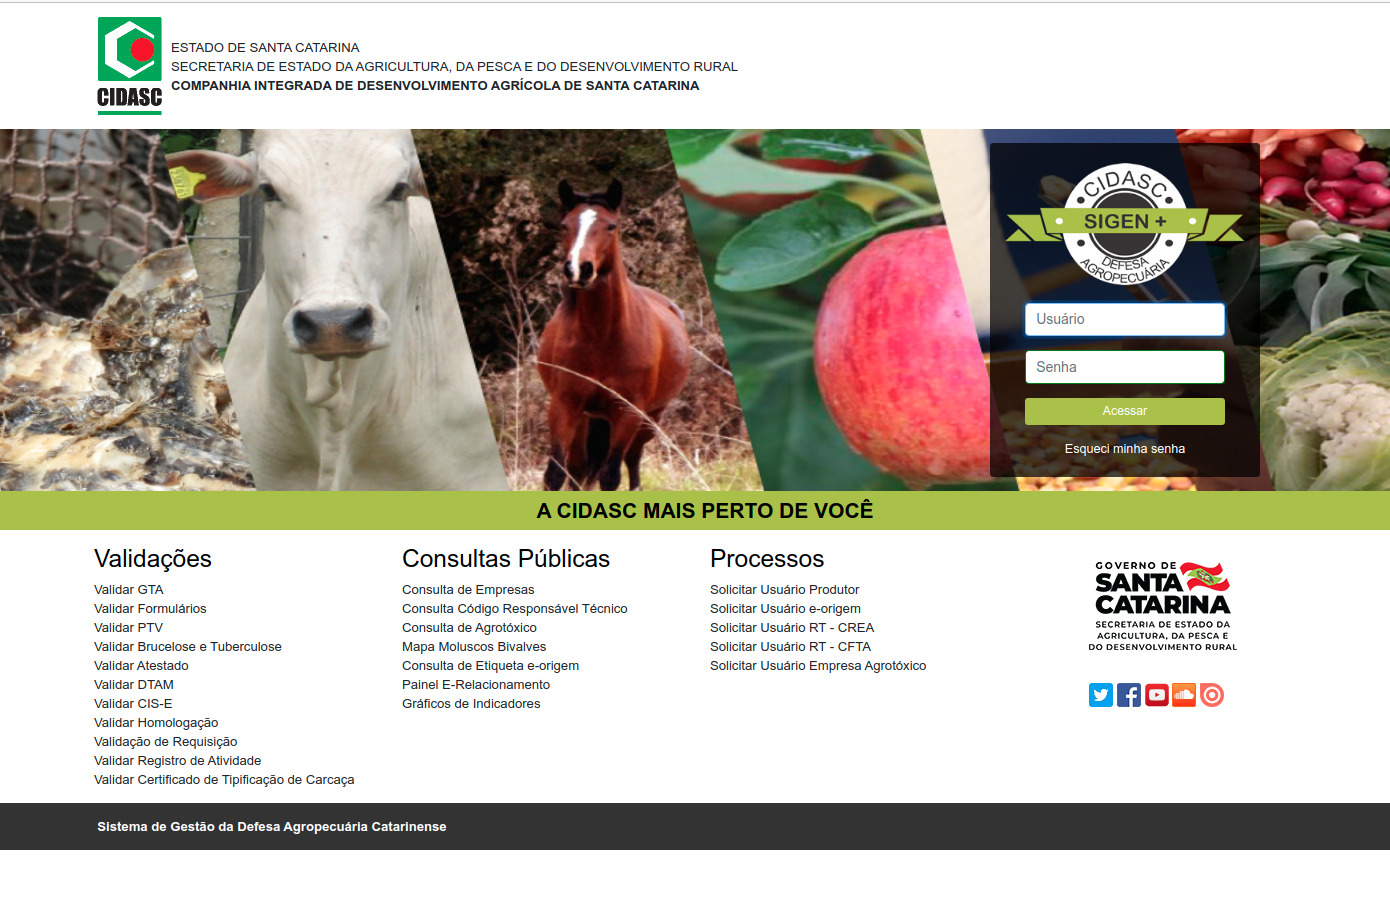 CIDASC
ESTADO DE SANTA CATARINA
SECRETARIA DE ESTADO DA AGRICULTURA, DA PESCA E DO DESENVOLVIMENTO RURAL
COMPANHIA INTEGRADA DE DESENVOLVIMENTO AGRÍCOLA DE SANTA CATARINA
CIDASC
SIGEN +
DEFESA
AGROPECUÁRIA
Usuário
Senha
Acessar
Esqueci minha senha
A CIDASC MAIS PERTO DE VOCÊ
Validações
Validar GTA
Validar Formulários
Validar PTV
Validar Brucelose e Tuberculose
Validar Atestado
Validar DTAM
Validar CIS-E
Validar Homologação
Validação de Requisição
Validar Registro de Atividade
Validar Certificado de Tipificação de Carcaça
Consultas Públicas
Consulta de Empresas
Consulta Código Responsável Técnico
Consulta de Agrotóxico
Mapa Moluscos Bivalves
Consulta de Etiqueta e-origem
Painel E-Relacionamento
Gráficos de Indicadores
Processos
Solicitar Usuário Produtor
Solicitar Usuário e-origem
Solicitar Usuário RT - CREA
Solicitar Usuário RT - CFTA
Solicitar Usuário Empresa Agrotóxico
GOVERNO DE
SANTA
CATARINA
SECRETARIA DE ESTADO DA
AGRICULTURA, DA PESCA E
DO DESENVOLVIMENTO RURAL
Sistema de Gestão da Defesa Agropecuária Catarinense